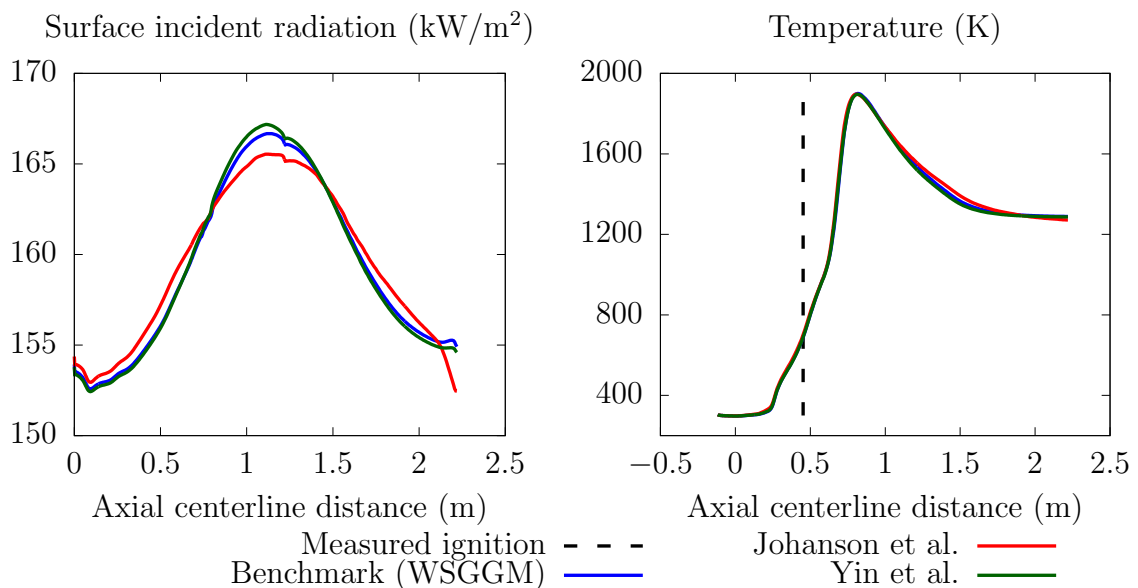 Surface incident radiation (kW/m²)
170
165
160
155
150
0 0.5 1 1.5 2 2.5
Axial centerline distance (m)
Temperature (K)
2000
1600
1200
800
400
−0.5 0 0.5 1 1.5 2 2.5
Axial centerline distance (m)
Measured ignition
Benchmark (WSGGM)
Johanson et al.
Yin et al.